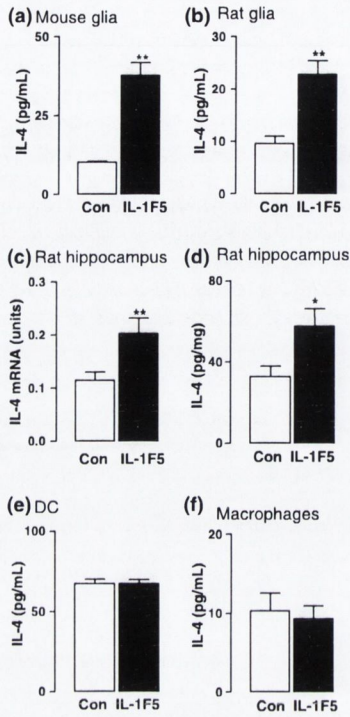 (a) Mouse glia
50
25
0
IL-4 (pg/mL)
**
Con IL-1F5
(b) Rat glia
30
20
10
0
IL-4 (pg/mL)
**
Con IL-1F5
(c) Rat hippocampus
0.3
0.2
0.1
0.0
IL-4 mRNA (units)
**
Con IL-1F5
(d) Rat hippocampus
80
40
0
IL-4 (pg/mg)
*
Con IL-1F5
(e) DC
100
50
0
IL-4 (pg/mL)
Con IL-1F5
(f) Macrophages
20
10
0
IL-4 (pg/mL)
Con IL-1F5